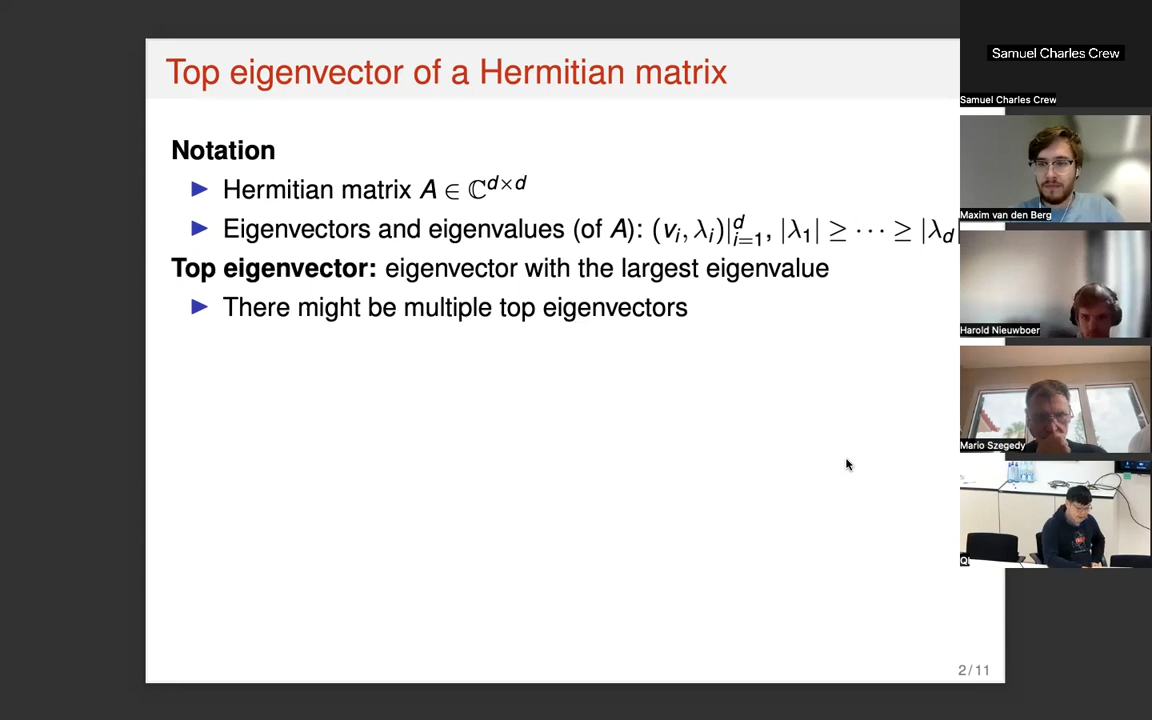 Top eigenvector of a Hermitian matrix
Notation
▶ Hermitian matrix A ∈ ℂ^{d×d}
▶ Eigenvectors and eigenvalues (of A): (v_i, λ_i)|_{i=1}^{d}, |λ_1| ≥ ⋯ ≥ |λ_d|
Top eigenvector: eigenvector with the largest eigenvalue
▶ There might be multiple top eigenvectors
2/11
Samuel Charles Crew
Samuel Charles Crew
Maxim van den Berg
Harold Nieuwboer
Mario Szegedy